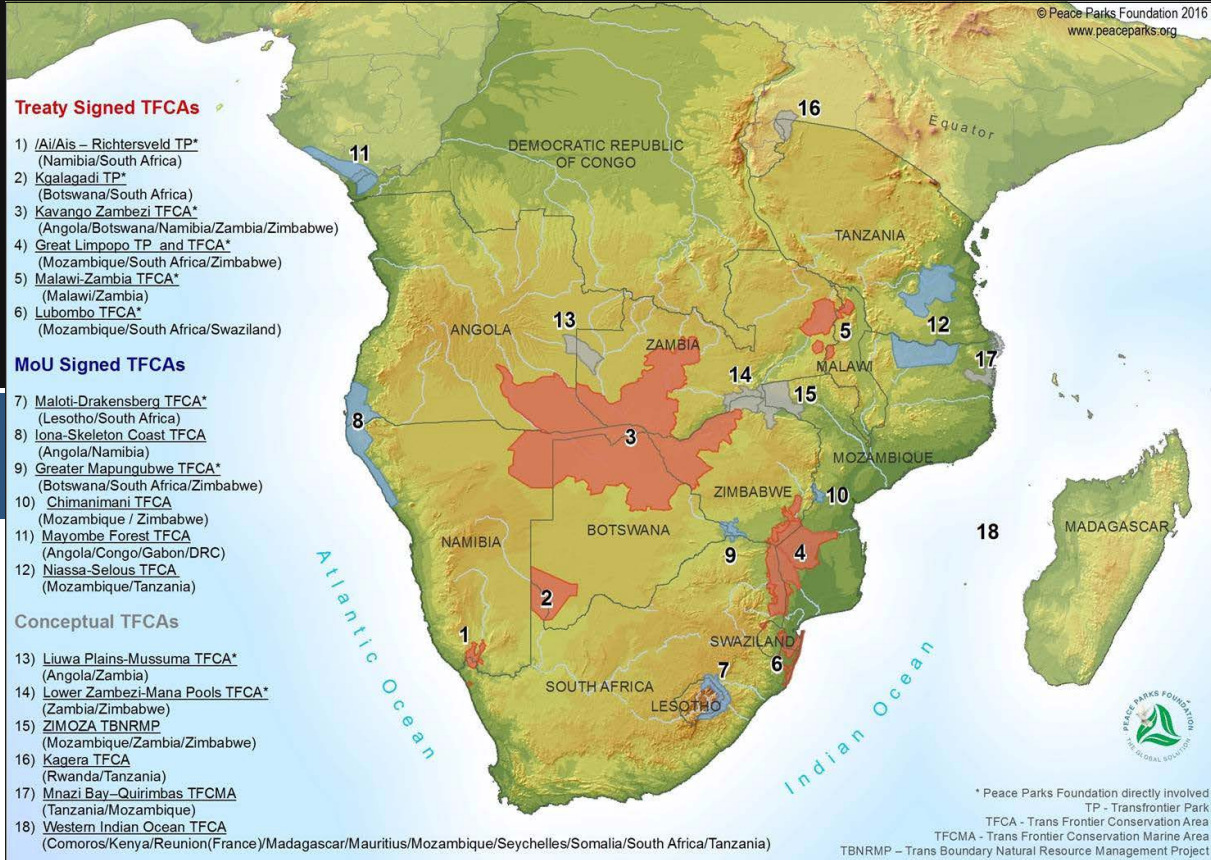 © Peace Parks Foundation 2016
www.peaceparks.org
Treaty Signed TFCAs
1) /Ai/Ais – Richtersveld TP*
(Namibia/South Africa)
2) Kgalagadi TP*
(Botswana/South Africa)
3) Kavango Zambezi TFCA*
(Angola/Botswana/Namibia/Zambia/Zimbabwe)
4) Great Limpopo TP and TFCA*
(Mozambique/South Africa/Zimbabwe)
5) Malawi-Zambia TFCA*
(Malawi/Zambia)
6) Lubombo TFCA*
(Mozambique/South Africa/Swaziland)
MoU Signed TFCAs
7) Maloti-Drakensberg TFCA*
(Lesotho/South Africa)
8) Iona-Skeleton Coast TFCA
(Angola/Namibia)
9) Greater Mapungubwe TFCA*
(Botswana/South Africa/Zimbabwe)
10) Chimanimani TFCA
(Mozambique / Zimbabwe)
11) Mayombe Forest TFCA
(Angola/Congo/Gabon/DRC)
12) Niassa-Selous TFCA
(Mozambique/Tanzania)
Conceptual TFCAs
13) Liuwa Plains-Mussuma TFCA*
(Angola/Zambia)
14) Lower Zambezi-Mana Pools TFCA*
(Zambia/Zimbabwe)
15) ZIMOZA TBNRMP
(Mozambique/Zambia/Zimbabwe)
16) Kagera TFCA
(Rwanda/Tanzania)
17) Mnazi Bay–Quirimbas TFCMA
(Tanzania/Mozambique)
18) Western Indian Ocean TFCA
(Comoros/Kenya/Reunion(France)/Madagascar/Mauritius/Mozambique/Seychelles/Somalia/South Africa/Tanzania)
16
Equator
11
DEMOCRATIC REPUBLIC
OF CONGO
TANZANIA
12
13
ANGOLA
ZAMBIA
5
17
MALAWI
14
15
8
3
MOZAMBIQUE
ZIMBABWE
10
18
MADAGASCAR
NAMIBIA
BOTSWANA
9
4
2
1
SWAZILAND
6
7
SOUTH AFRICA
LESOTHO
Atlantic Ocean
Indian Ocean
PEACE PARKS FOUNDATION
THE GLOBAL SOLUTION
* Peace Parks Foundation directly involved
TP - Transfrontier Park
TFCA - Trans Frontier Conservation Area
TFCMA - Trans Frontier Conservation Marine Area
TBNRMP – Trans Boundary Natural Resource Management Project